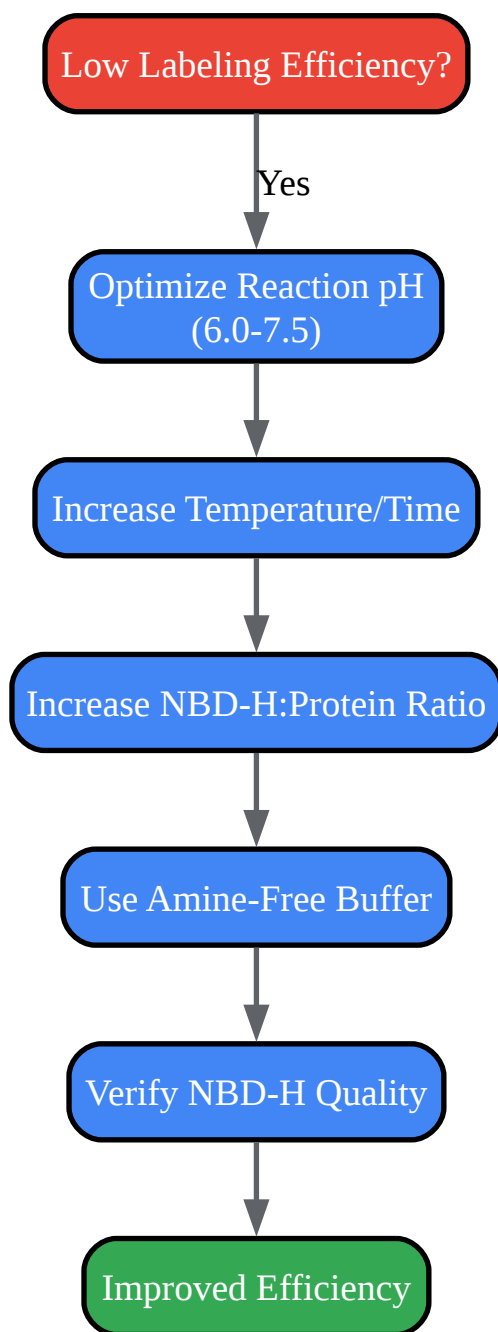 Low Labeling Efficiency?
Yes
Optimize Reaction pH
(6.0-7.5)
Increase Temperature/Time
Increase NBD-H:Protein Ratio
Use Amine-Free Buffer
Verify NBD-H Quality
Improved Efficiency